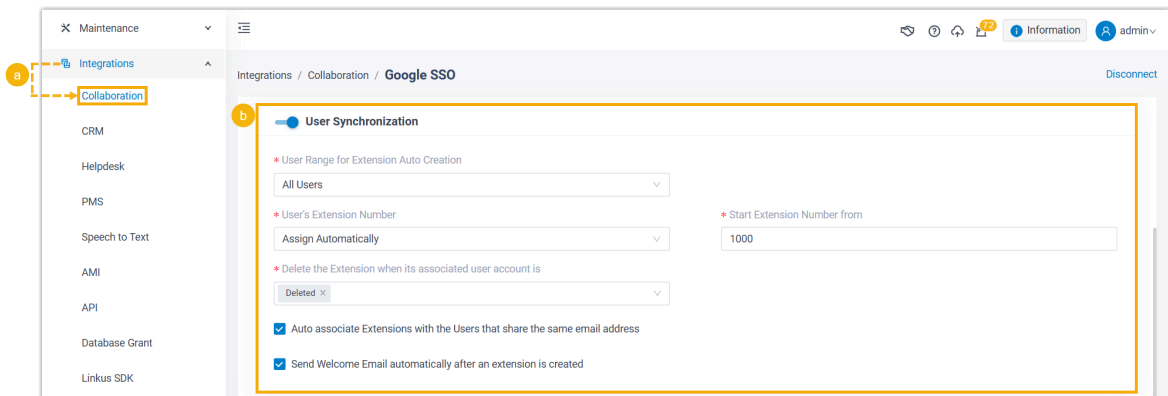 Maintenance
72
Information
admin
a
Integrations
Integrations / Collaboration / Google SSO
Disconnect
Collaboration
b
User Synchronization
CRM
* User Range for Extension Auto Creation
Helpdesk
All Users
PMS
* User's Extension Number
* Start Extension Number from
Speech to Text
Assign Automatically
1000
AMI
* Delete the Extension when its associated user account is
Deleted ×
API
Auto associate Extensions with the Users that share the same email address
Database Grant
Send Welcome Email automatically after an extension is created
Linkus SDK